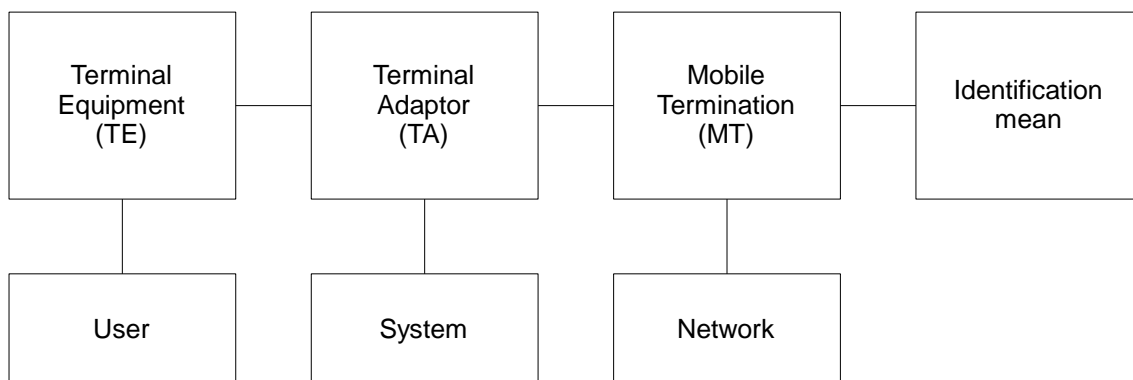 Terminal
Equipment
(TE)
Terminal
Adaptor
(TA)
Mobile
Termination
(MT)
Identification
mean
User
System
Network